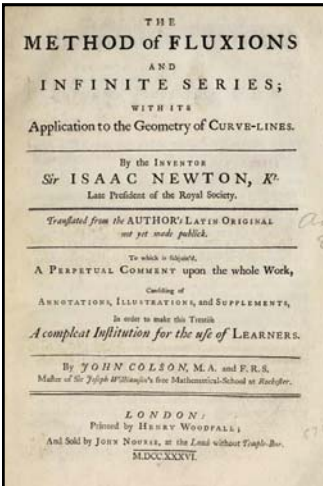 THE
METHOD of FLUXIONS
AND
INFINITE SERIES;
WITH ITS
Application to the Geometry of CURVE-LINES.
By the INVENTOR
Sir ISAAC NEWTON, Kt.
Late President of the Royal Society.
Translated from the AUTHOR's LATIN ORIGINAL
not yet made publick.
To which is subjoin'd,
A PERPETUAL COMMENT upon the whole Work,
Consisting of
ANNOTATIONS, ILLUSTRATIONS, and SUPPLEMENTS,
In order to make this Treatise
A compleat Institution for the use of LEARNERS.
By JOHN COLSON, M.A. and F.R.S.
Master of Sir Joseph Williamson's free Mathematical-School at Rochester.
LONDON:
Printed by HENRY WOODFALL;
And Sold by JOHN NOURSE, at the Lamb without Temple-Bar.
M.DCC.XXXVI.